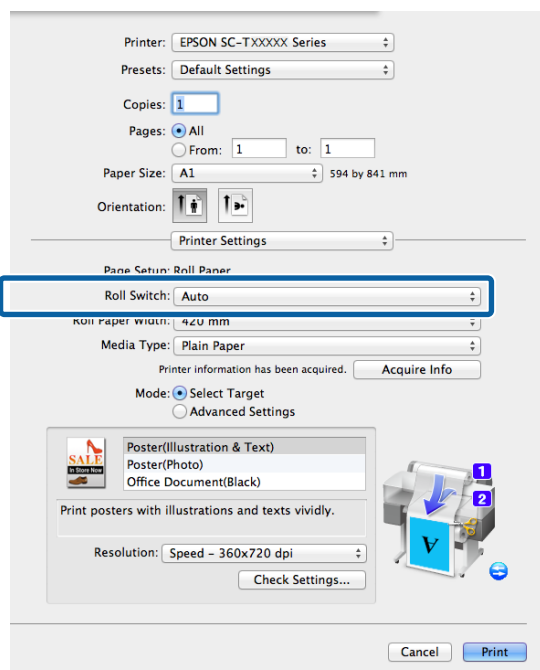 Printer: EPSON SC-TXXXXX Series
Presets: Default Settings
Copies: 1
Pages: All
From: 1 to: 1
Paper Size: A1 594 by 841 mm
Orientation:
Printer Settings
Page Setup: Roll Paper
Roll Switch: Auto
Roll Paper Width: 420 mm
Media Type: Plain Paper
Printer information has been acquired. Acquire Info
Mode: Select Target
Advanced Settings
SALE
In Store Now
Poster(Illustration & Text)
Poster(Photo)
Office Document(Black)
Print posters with illustrations and texts vividly.
1
2
A
Resolution: Speed - 360x720 dpi
Check Settings...
Cancel Print